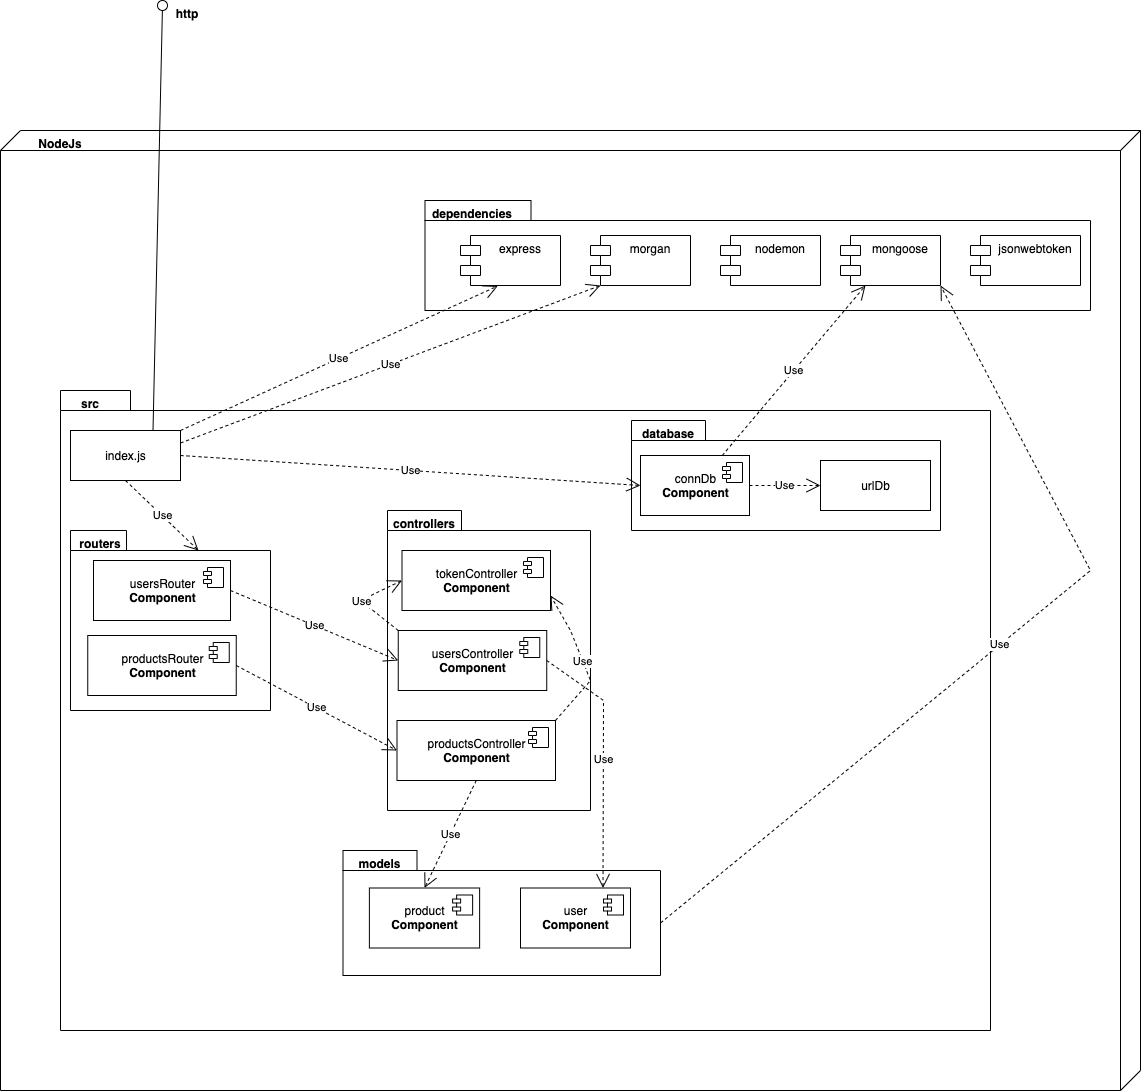 http
NodeJs
dependencies
express
morgan
nodemon
mongoose
jsonwebtoken
Use
Use
Use
src
index.js
Use
database
connDb
Component
Use
urlDb
Use
controllers
routers
usersRouter
Component
tokenController
Component
Use
Use
usersController
Component
Use
Use
productsRouter
Component
Use
productsController
Component
Use
Use
models
product
Component
user
Component